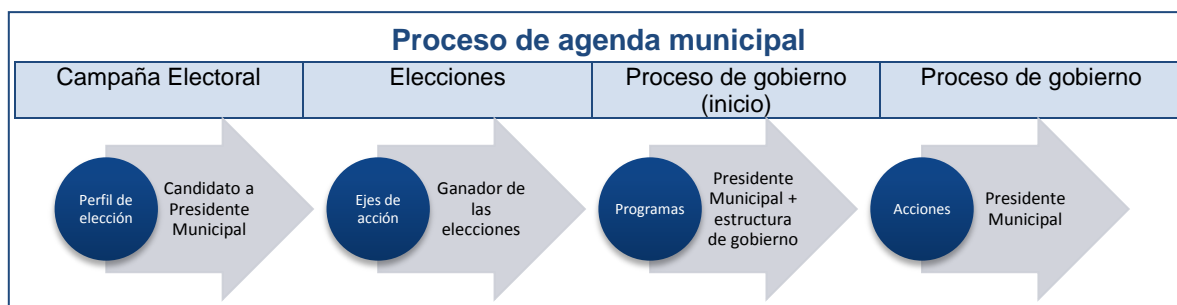 Proceso de agenda municipal
Campaña Electoral
Elecciones
Proceso de gobierno
(inicio)
Proceso de gobierno
Perfil de
elección
Candidato a
Presidente
Municipal
Ejes de
acción
Ganador de
las
elecciones
Programas
Presidente
Municipal +
estructura
de gobierno
Acciones
Presidente
Municipal